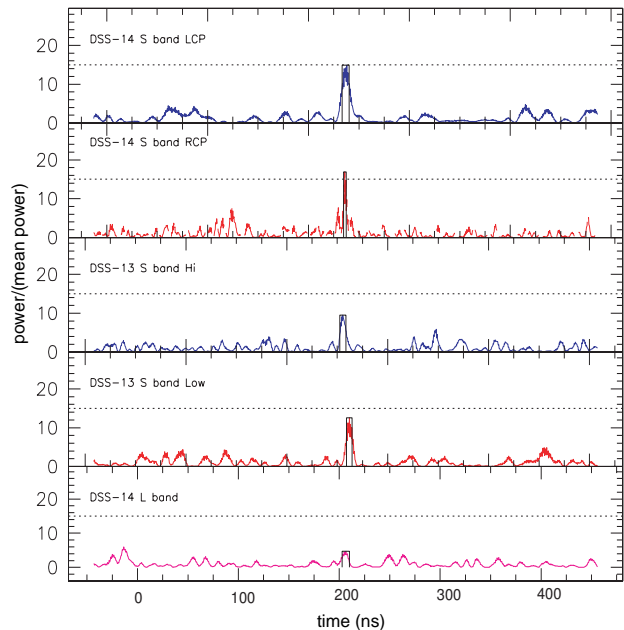 power/(mean power)
DSS-14 S band LCP
20
10
0
DSS-14 S band RCP
20
10
0
DSS-13 S band Hi
20
10
0
DSS-13 S band Low
20
10
0
DSS-14 L band
20
10
0
0 100 200 300 400
time (ns)